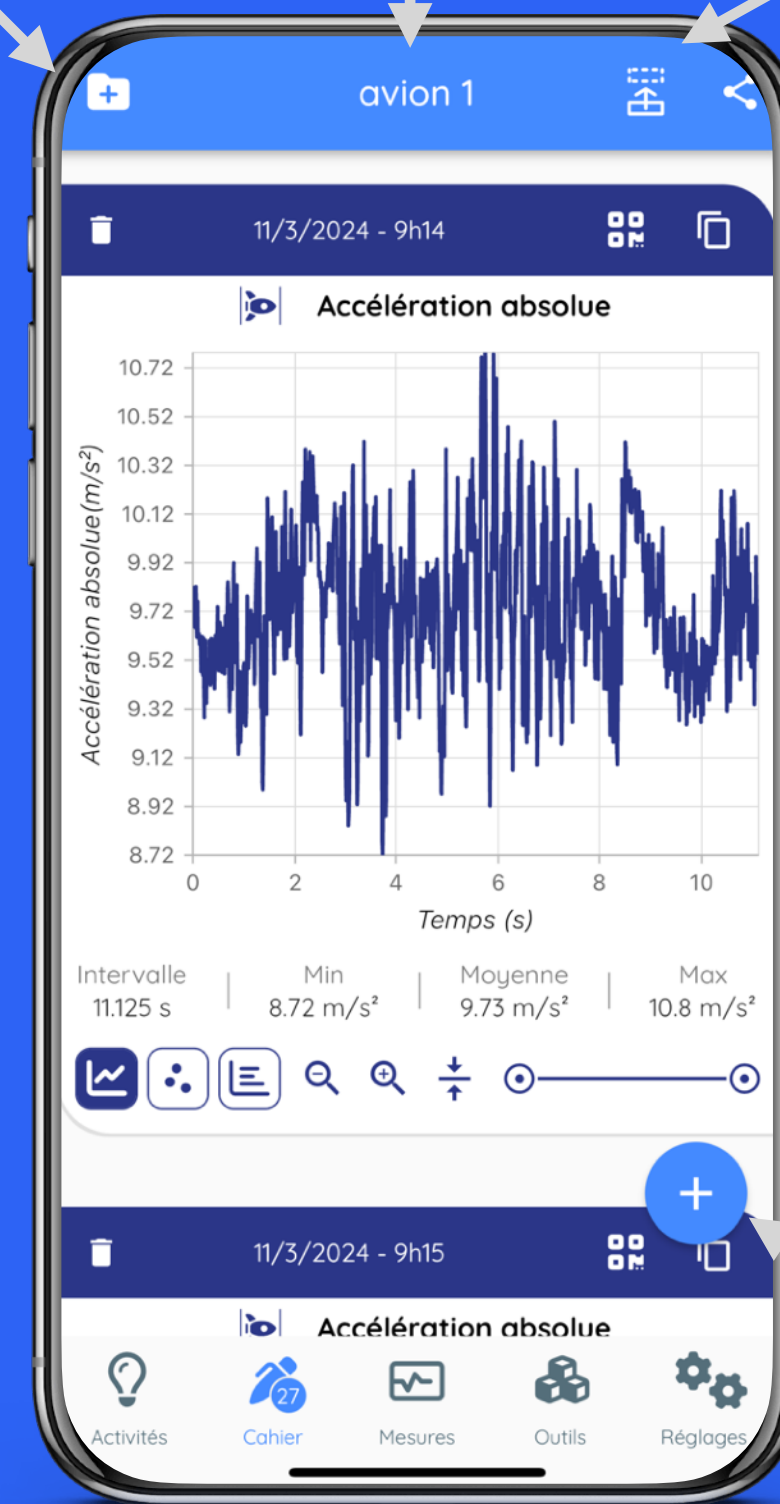 avion 1
11/3/2024 - 9h14
Accélération absolue
10.72
10.52
10.32
10.12
9.92
9.72
9.52
9.32
9.12
8.92
8.72
Accélération absolue(m/s²)
0 2 4 6 8 10
Temps (s)
Intervalle Min Moyenne Max
11.125 s 8.72 m/s² 9.73 m/s² 10.8 m/s²
11/3/2024 - 9h15
Accélération absolue
27
Activités Cahier Mesures Outils Réglages